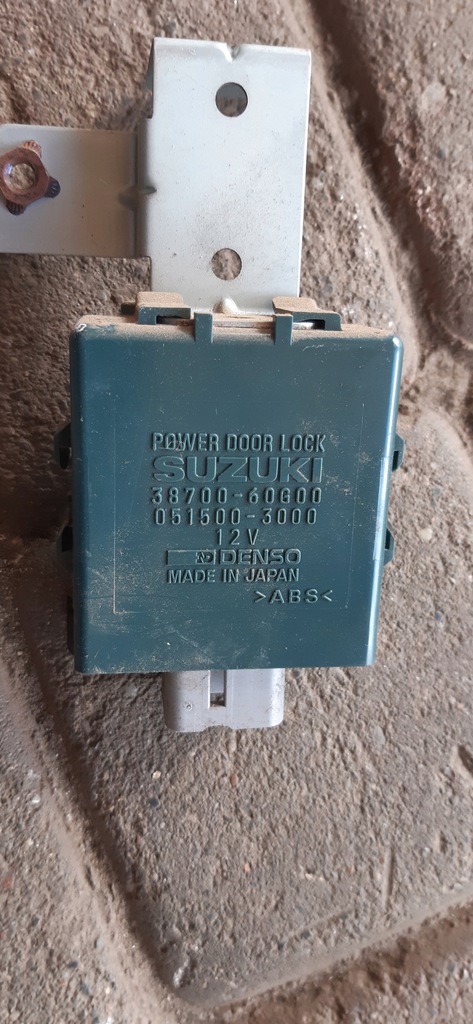 POWER DOOR LOCK
SUZUKI
38700-60G00
051500-3000
12V
DENSO
MADE IN JAPAN
>ABS<